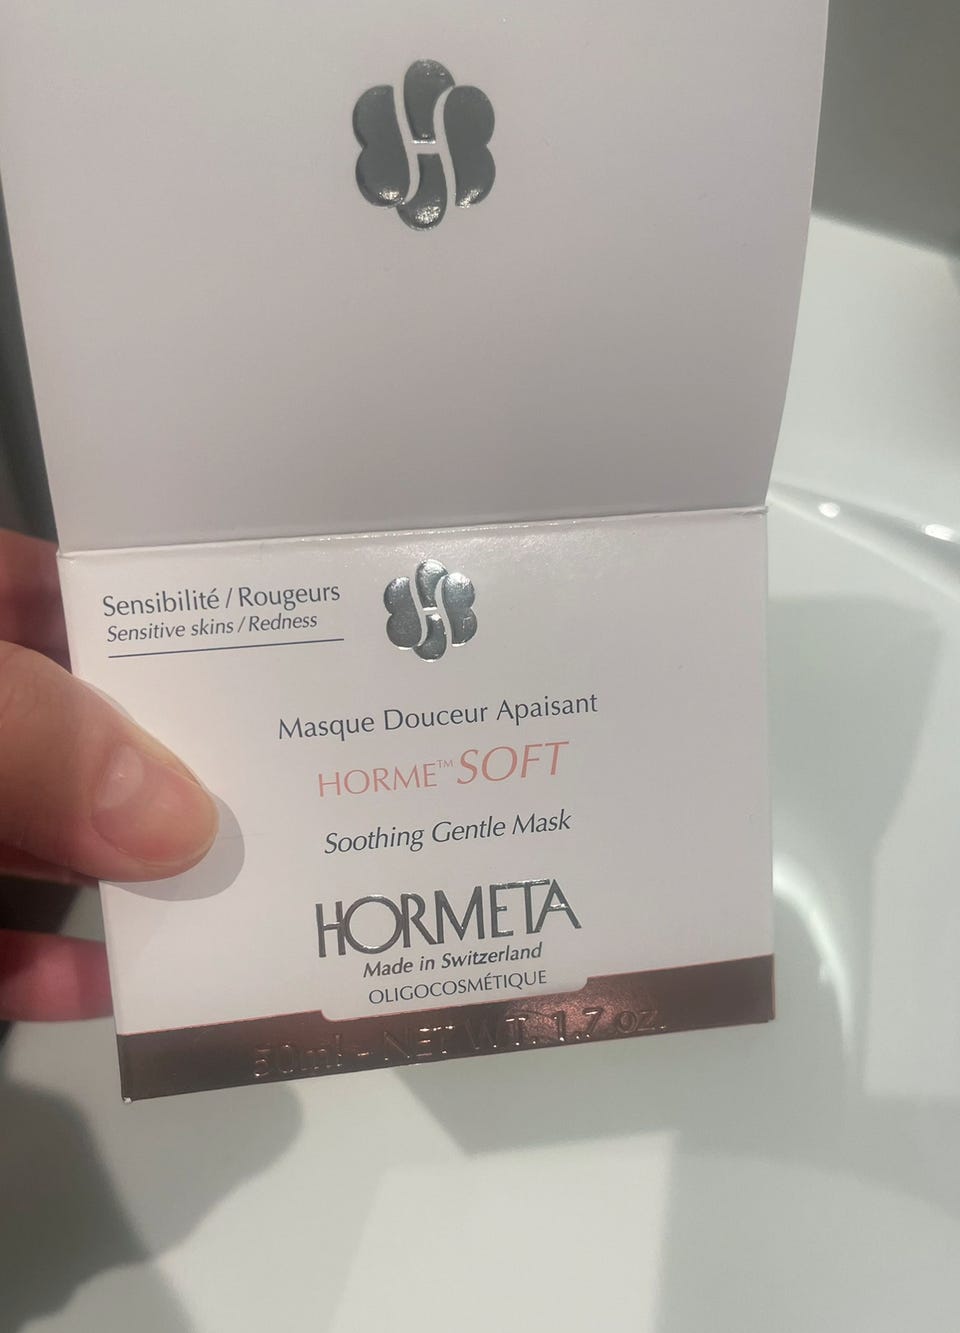 H
Sensibilité / Rougeurs
Sensitive skins / Redness
H
Masque Douceur Apaisant
HORME™ SOFT
Soothing Gentle Mask
HORMETA
Made in Switzerland
OLIGOCOSMÉTIQUE
50ml - NET WT. 1.7 oz.